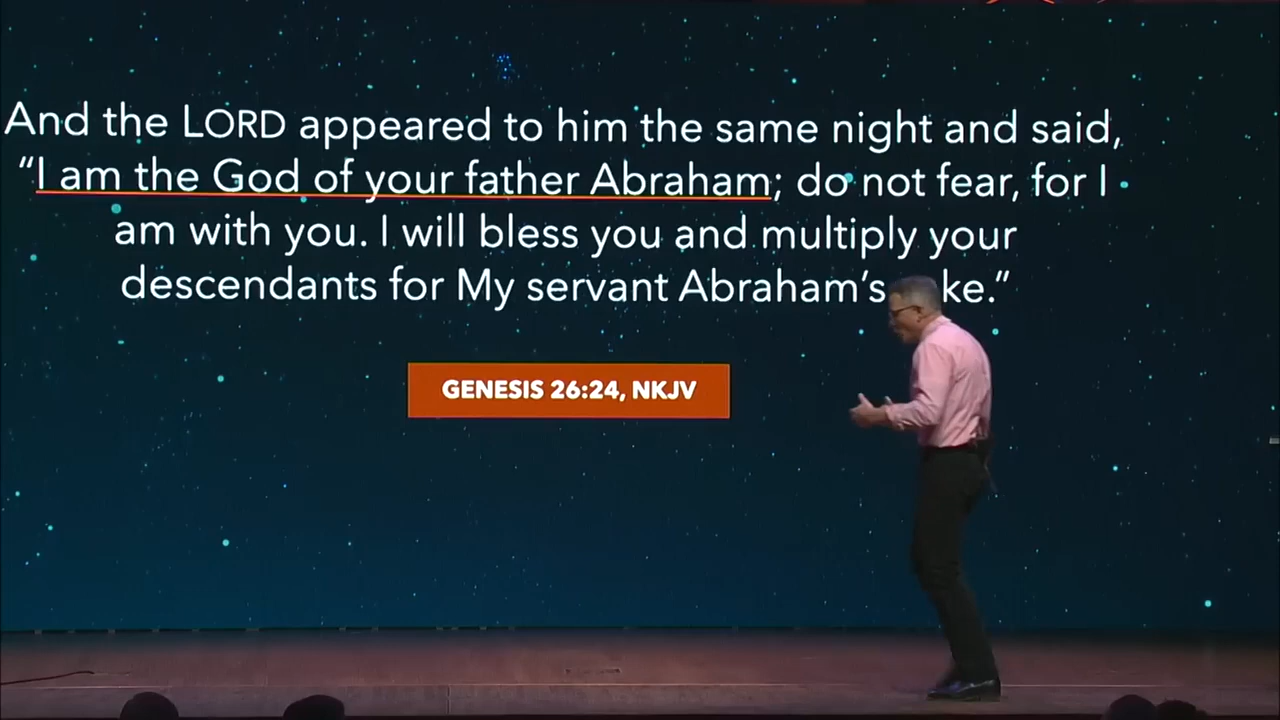 And the LORD appeared to him the same night and said,
“I am the God of your father Abraham; do not fear, for I
am with you. I will bless you and multiply your
descendants for My servant Abraham’s ke.”
GENESIS 26:24, NKJV